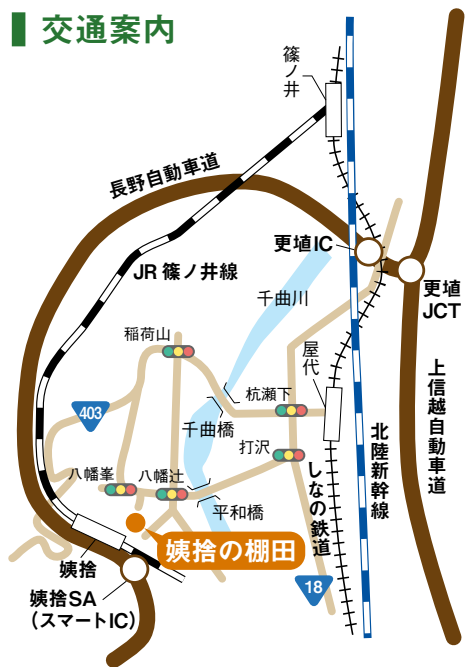 交通案内
篠ノ井
長野自動車道
更埴IC
JR 篠ノ井線
千曲川
更埴
JCT
稲荷山
屋代
杭瀬下
上信越自動車道
403
千曲橋
北陸新幹線
打沢
しなの鉄道
八幡峯
八幡辻
平和橋
姨捨の棚田
姨捨
18
姨捨SA
（スマートIC）